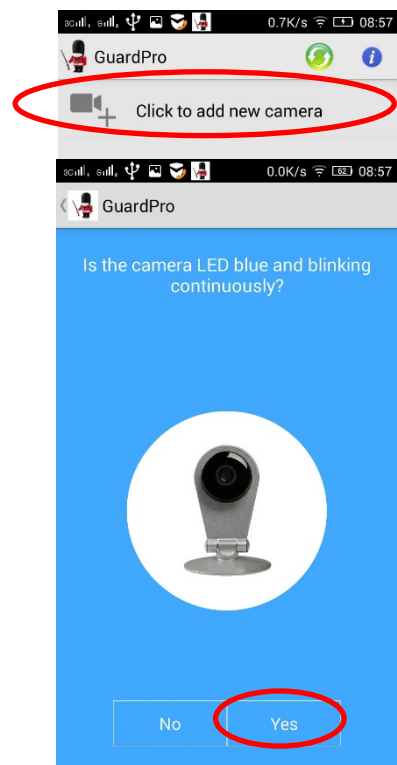 0.7K/s 08:57
GuardPro
Click to add new camera
0.0K/s 62 08:57
GuardPro
Is the camera LED blue and blinking
continuously?
No Yes